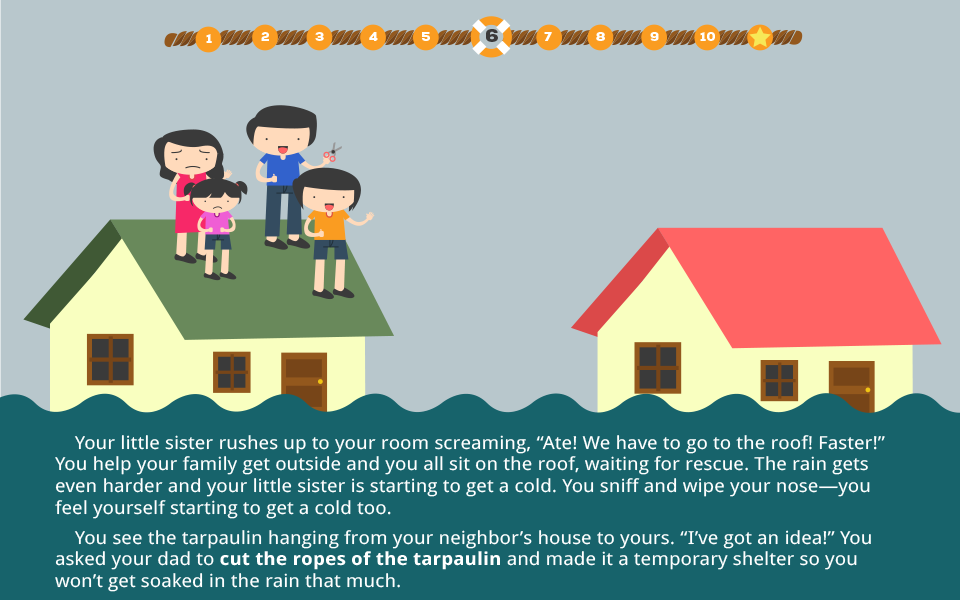 1 2 3 4 5 6 7 8 9 10
Your little sister rushes up to your room screaming, “Ate! We have to go to the roof! Faster!”
You help your family get outside and you all sit on the roof, waiting for rescue. The rain gets
even harder and your little sister is starting to get a cold. You sniff and wipe your nose—you
feel yourself starting to get a cold too.
You see the tarpaulin hanging from your neighbor’s house to yours. “I’ve got an idea!” You
asked your dad to cut the ropes of the tarpaulin and made it a temporary shelter so you
won’t get soaked in the rain that much.